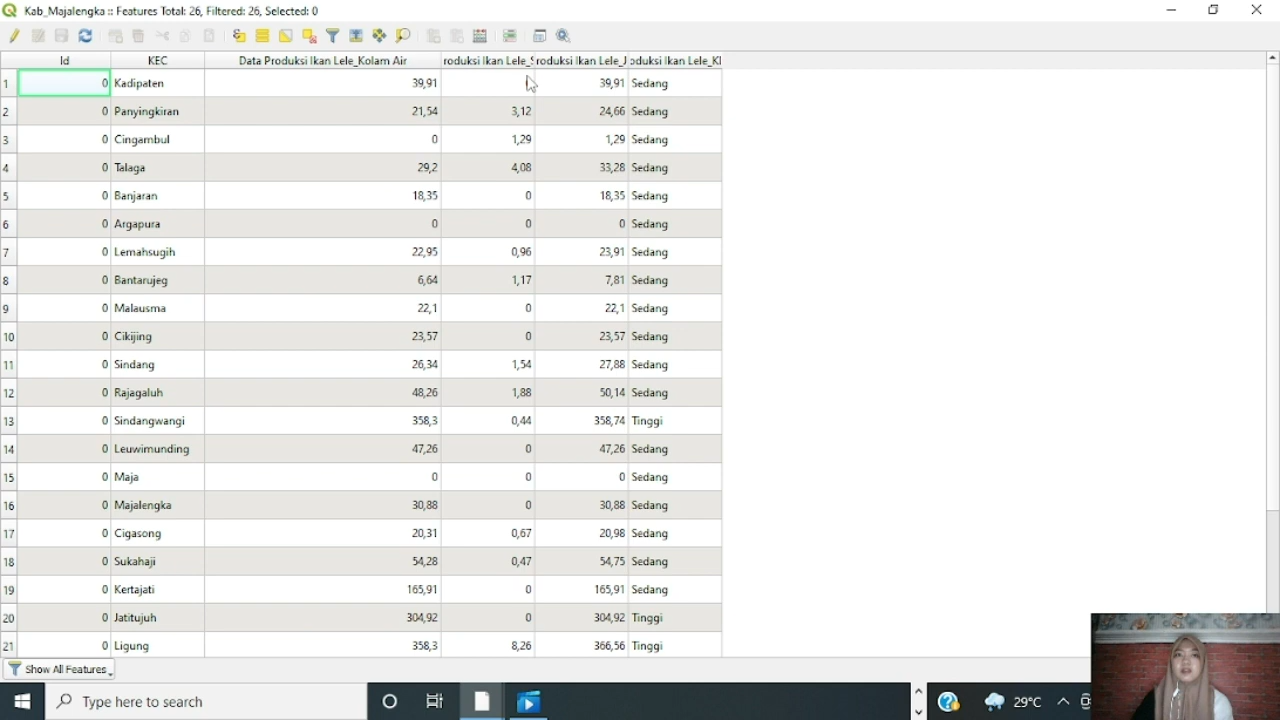 Kab_Majalengka :: Features Total: 26, Filtered: 26, Selected: 0
Id KEC Data Produksi Ikan Lele_Kolam Air roduksi Ikan Lele_S roduksi Ikan Lele_J oduksi Ikan Lele_Kl
1 0 Kadipaten 39,91 39,91 Sedang
2 0 Panyingkiran 21,54 3,12 24,66 Sedang
3 0 Cingambul 0 1,29 1,29 Sedang
4 0 Talaga 29,2 4,08 33,28 Sedang
5 0 Banjaran 18,35 0 18,35 Sedang
6 0 Argapura 0 0 0 Sedang
7 0 Lemahsugih 22,95 0,96 23,91 Sedang
8 0 Bantarujeg 6,64 1,17 7,81 Sedang
9 0 Malausma 22,1 0 22,1 Sedang
10 0 Cikijing 23,57 0 23,57 Sedang
11 0 Sindang 26,34 1,54 27,88 Sedang
12 0 Rajagaluh 48,26 1,88 50,14 Sedang
13 0 Sindangwangi 358,3 0,44 358,74 Tinggi
14 0 Leuwimunding 47,26 0 47,26 Sedang
15 0 Maja 0 0 0 Sedang
16 0 Majalengka 30,88 0 30,88 Sedang
17 0 Cigasong 20,31 0,67 20,98 Sedang
18 0 Sukahaji 54,28 0,47 54,75 Sedang
19 0 Kertajati 165,91 0 165,91 Sedang
20 0 Jatitujuh 304,92 0 304,92 Tinggi
21 0 Ligung 358,3 8,26 366,56 Tinggi
Show All Features
Type here to search 29°C